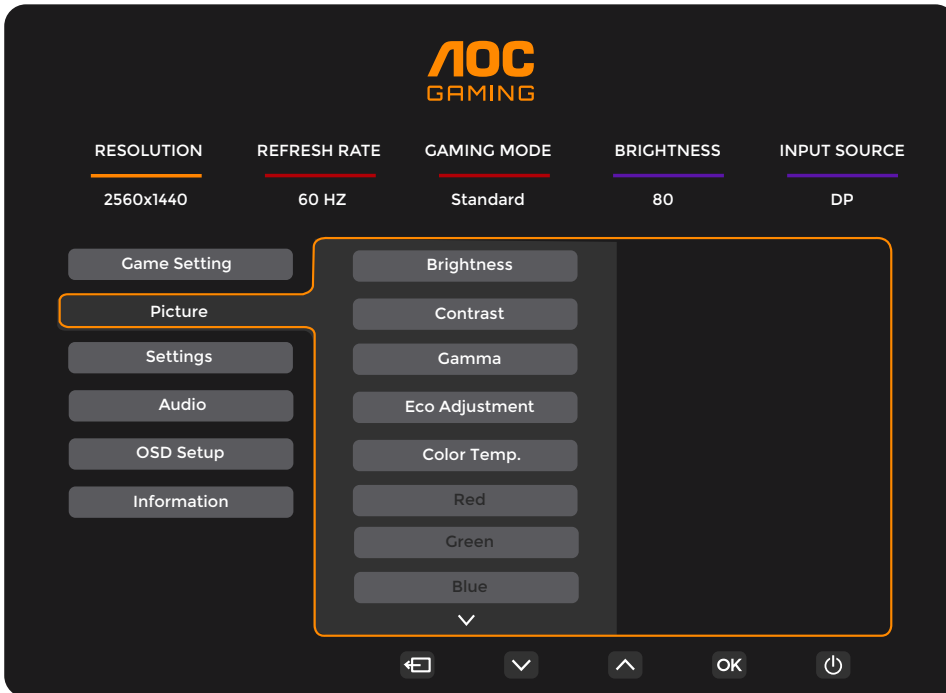 AOC
GAMING
RESOLUTION REFRESH RATE GAMING MODE BRIGHTNESS INPUT SOURCE
2560x1440 60 HZ Standard 80 DP
Game Setting
Picture
Settings
Audio
OSD Setup
Information
Brightness
Contrast
Gamma
Eco Adjustment
Color Temp.
Red
Green
Blue
OK